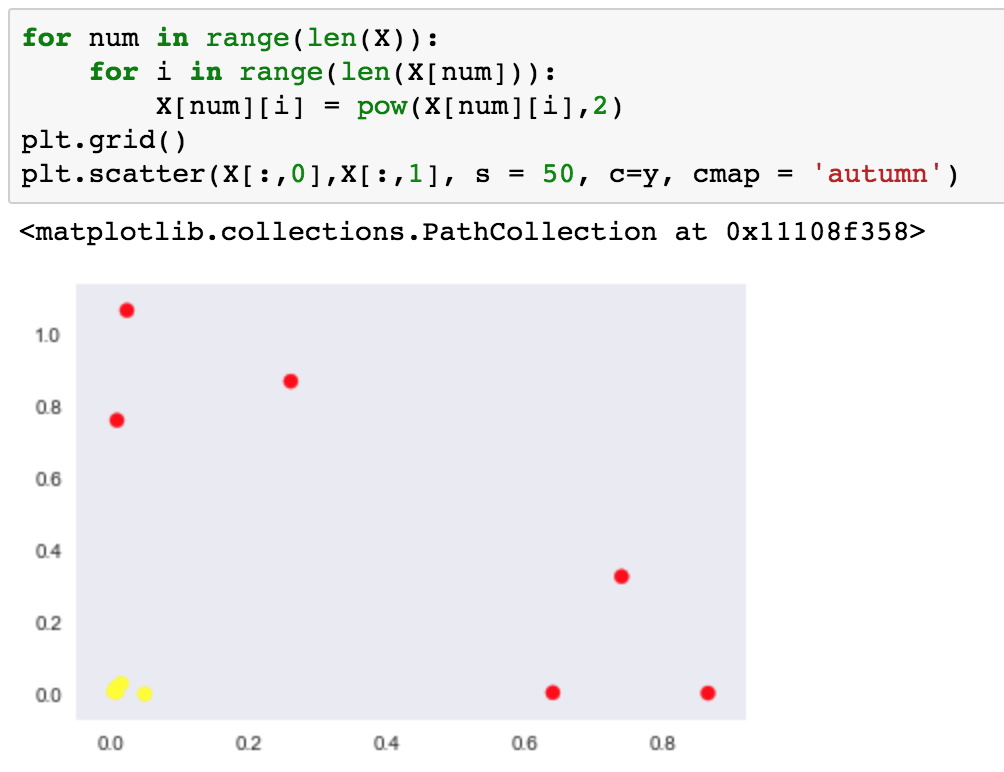 for num in range(len(X)):
    for i in range(len(X[num])):
        X[num][i] = pow(X[num][i],2)
plt.grid()
plt.scatter(X[:,0],X[:,1], s = 50, c=y, cmap = 'autumn')
<matplotlib.collections.PathCollection at 0x11108f358>
1.0
0.8
0.6
0.4
0.2
0.0
0.0 0.2 0.4 0.6 0.8